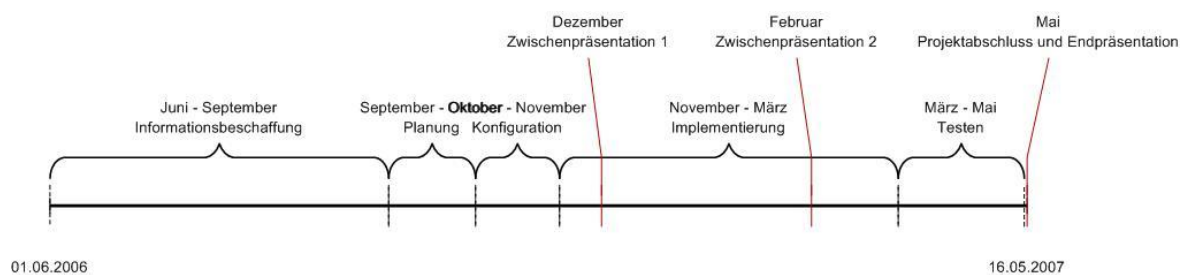 Dezember
Zwischenpräsentation 1
Februar
Zwischenpräsentation 2
Mai
Projektabschluss und Endpräsentation
Juni - September
Informationsbeschaffung
September - Oktober - November
Planung Konfiguration
November - März
Implementierung
März - Mai
Testen
01.06.2006
16.05.2007